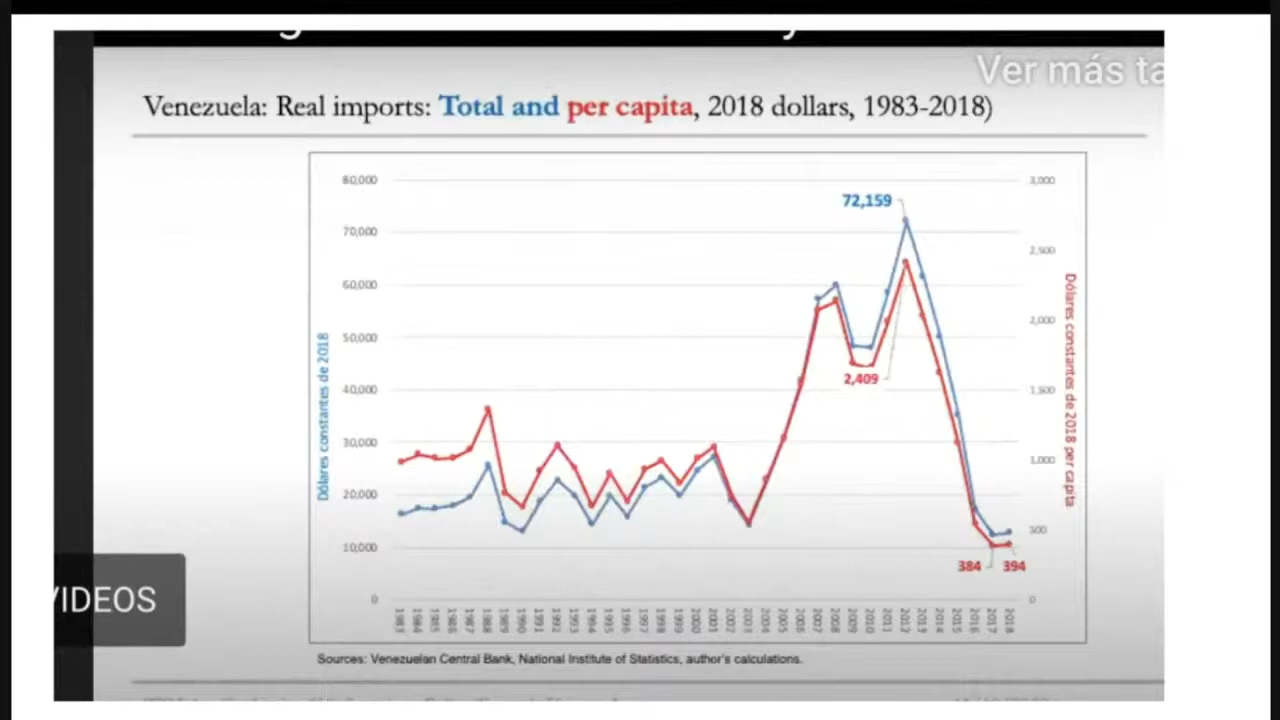 Ver más ta
Venezuela: Real imports: Total and per capita, 2018 dollars, 1983-2018)
80,000
70,000
60,000
50,000
40,000
30,000
20,000
10,000
0
Dólares constantes de 2018
72,159
2,409
384
394
3,000
2,500
2,000
1,500
1,000
500
0
Dólares constantes de 2018 per capita
1983 1984 1985 1986 1987 1988 1989 1990 1991 1992 1993 1994 1995 1996 1997 1998 1999 2000 2001 2002 2003 2004 2005 2006 2007 2008 2009 2010 2011 2012 2013 2014 2015 2016 2017 2018
VIDEOS
Sources: Venezuelan Central Bank, National Institute of Statistics, author's calculations.